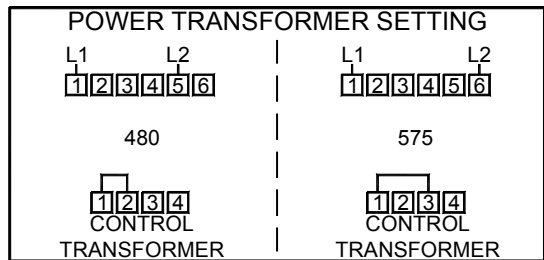 POWER TRANSFORMER SETTING
L1 L2
1 2 3 4 5 6
480
1 2 3 4
CONTROL
TRANSFORMER
L1 L2
1 2 3 4 5 6
575
1 2 3 4
CONTROL
TRANSFORMER